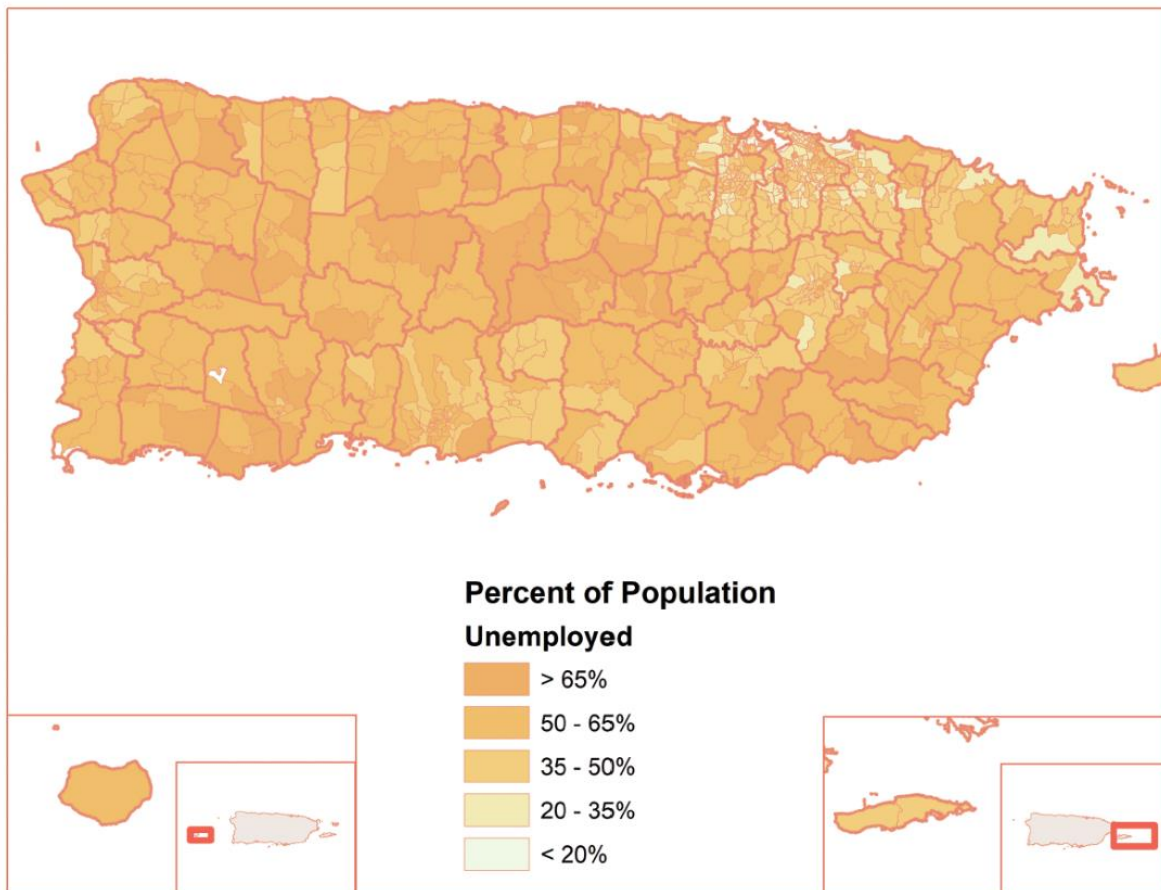 Percent of Population
Unemployed
> 65%
50 - 65%
35 - 50%
20 - 35%
< 20%